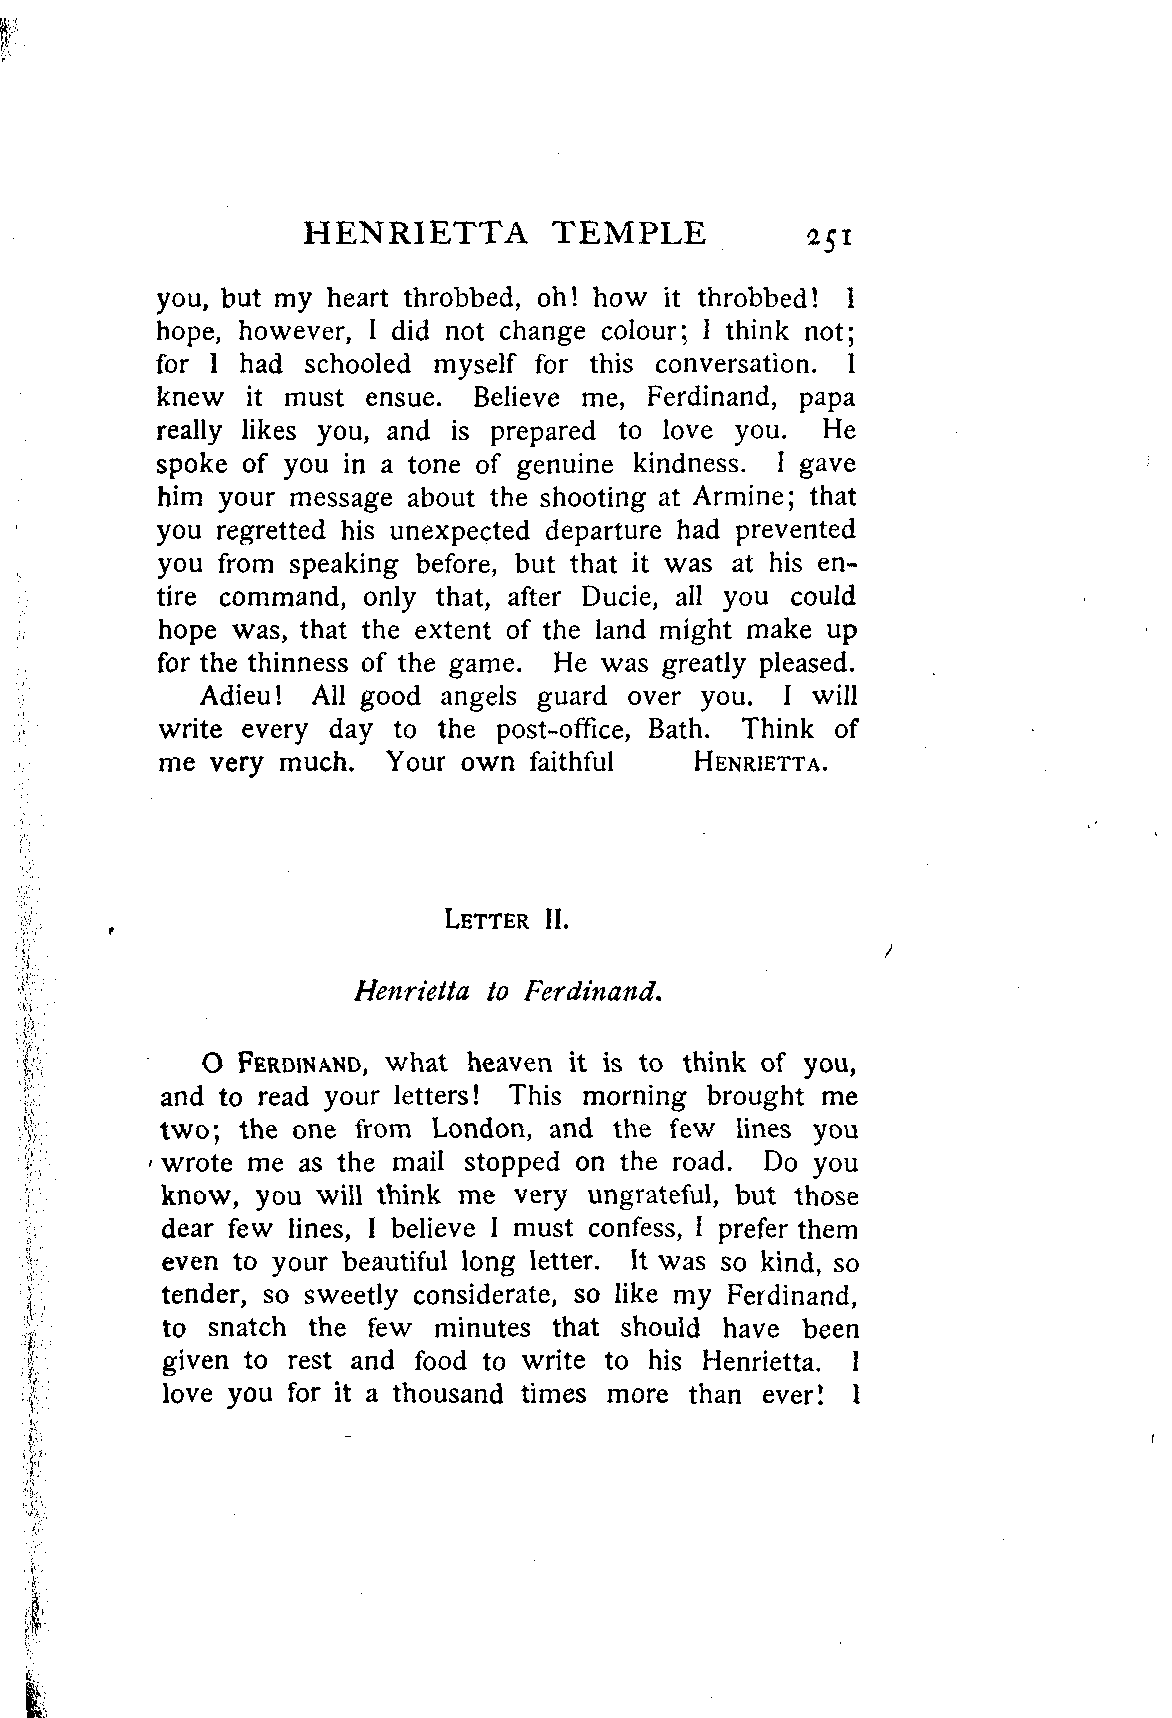 HENRIETTA TEMPLE 251
you, but my heart throbbed, oh! how it throbbed! I
hope, however, I did not change colour; I think not;
for I had schooled myself for this conversation. I
knew it must ensue. Believe me, Ferdinand, papa
really likes you, and is prepared to love you. He
spoke of you in a tone of genuine kindness. I gave
him your message about the shooting at Armine; that
you regretted his unexpected departure had prevented
you from speaking before, but that it was at his en-
tire command, only that, after Ducie, all you could
hope was, that the extent of the land might make up
for the thinness of the game. He was greatly pleased.
Adieu! All good angels guard over you. I will
write every day to the post-office, Bath. Think of
me very much. Your own faithful HENRIETTA.
LETTER II.
Henrietta to Ferdinand.
O FERDINAND, what heaven it is to think of you,
and to read your letters! This morning brought me
two; the one from London, and the few lines you
wrote me as the mail stopped on the road. Do you
know, you will think me very ungrateful, but those
dear few lines, I believe I must confess, I prefer them
even to your beautiful long letter. It was so kind, so
tender, so sweetly considerate, so like my Ferdinand,
to snatch the few minutes that should have been
given to rest and food to write to his Henrietta. I
love you for it a thousand times more than ever! I